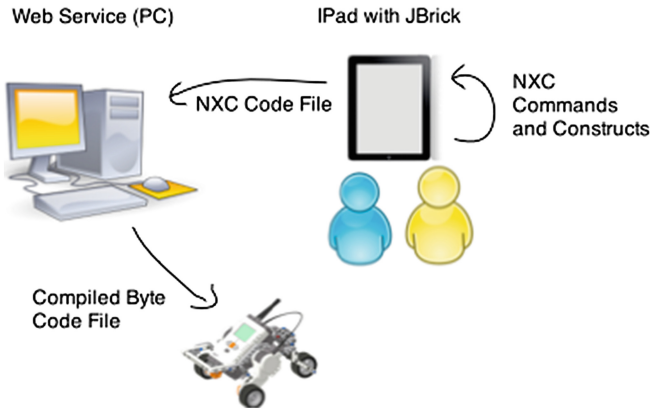 Web Service (PC)
IPad with JBrick
NXC Code File
NXC
Commands
and Constructs
Compiled Byte
Code File